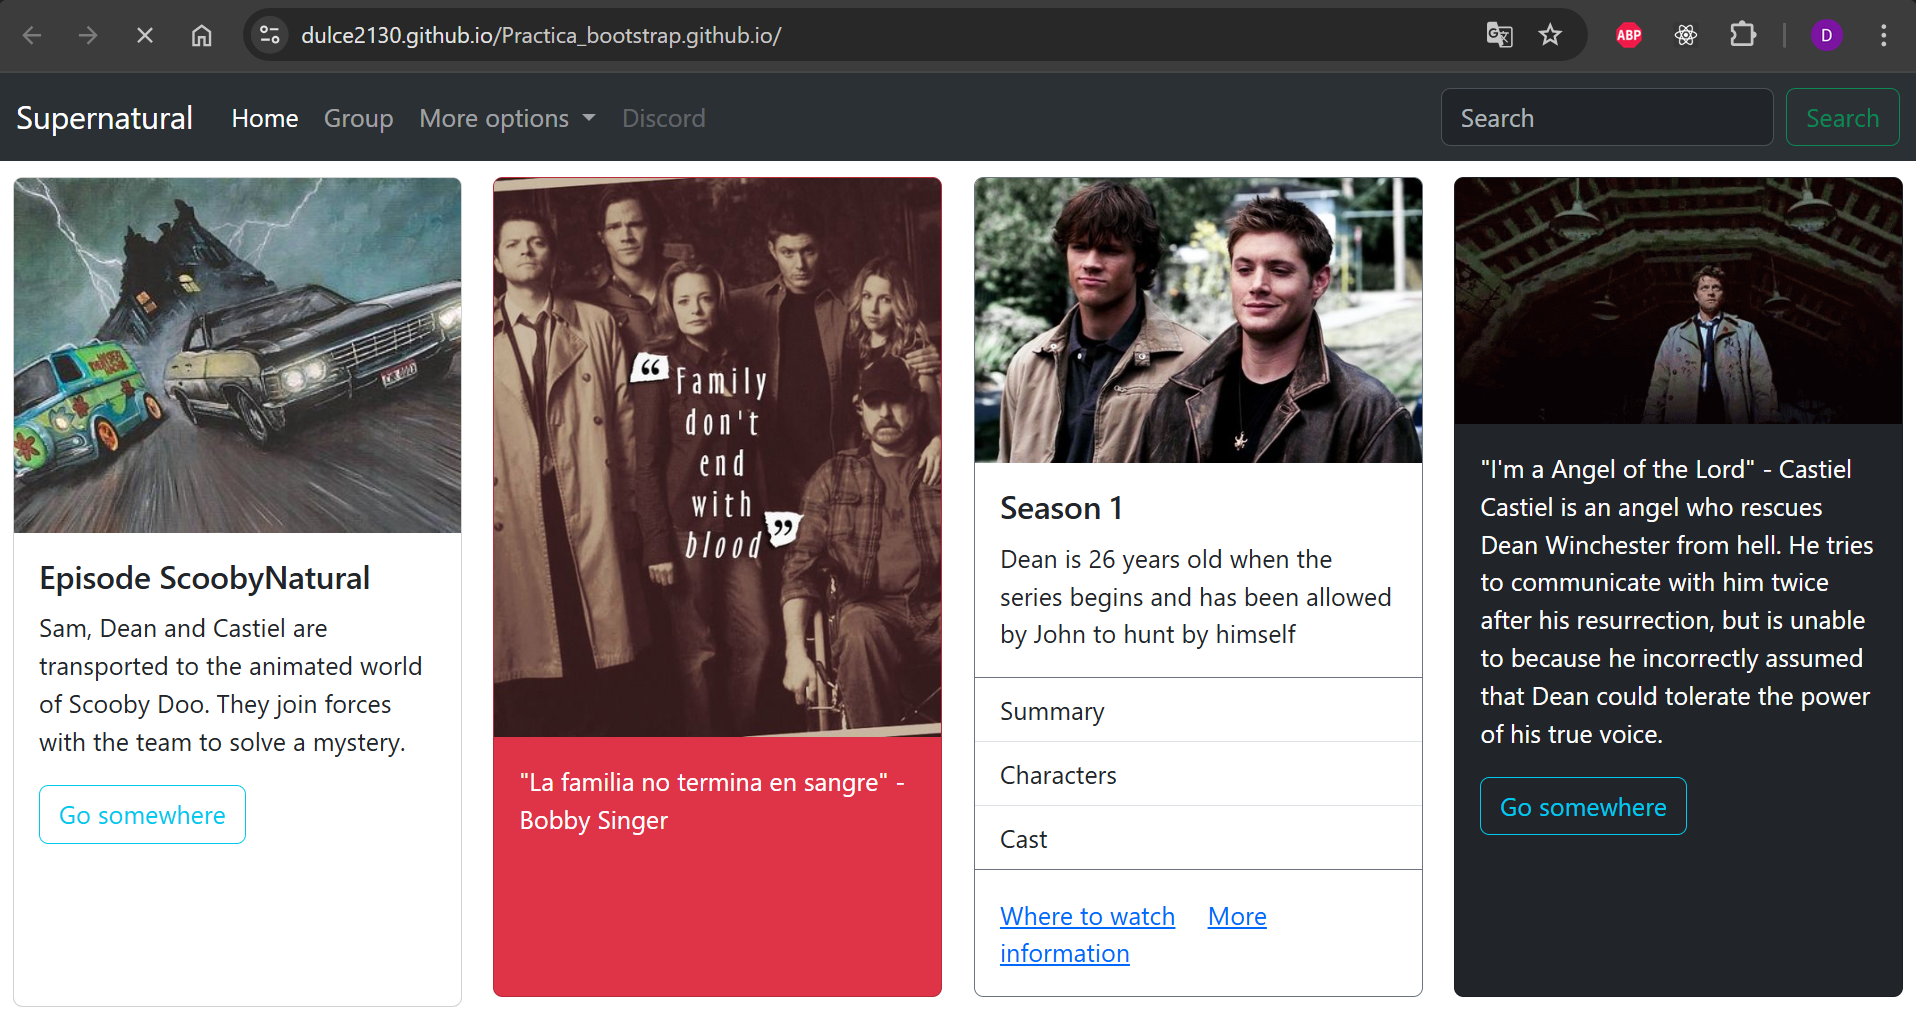 dulce2130.github.io/Practica_bootstrap.github.io/
ABP
D
Supernatural Home Group More options Discord Search Search
“ Family
don't
end
with
blood ”
Episode ScoobyNatural
Sam, Dean and Castiel are
transported to the animated world
of Scooby Doo. They join forces
with the team to solve a mystery.
Go somewhere
"La familia no termina en sangre" -
Bobby Singer
Season 1
Dean is 26 years old when the
series begins and has been allowed
by John to hunt by himself
Summary
Characters
Cast
Where to watch More
information
"I'm a Angel of the Lord" - Castiel
Castiel is an angel who rescues
Dean Winchester from hell. He tries
to communicate with him twice
after his resurrection, but is unable
to because he incorrectly assumed
that Dean could tolerate the power
of his true voice.
Go somewhere